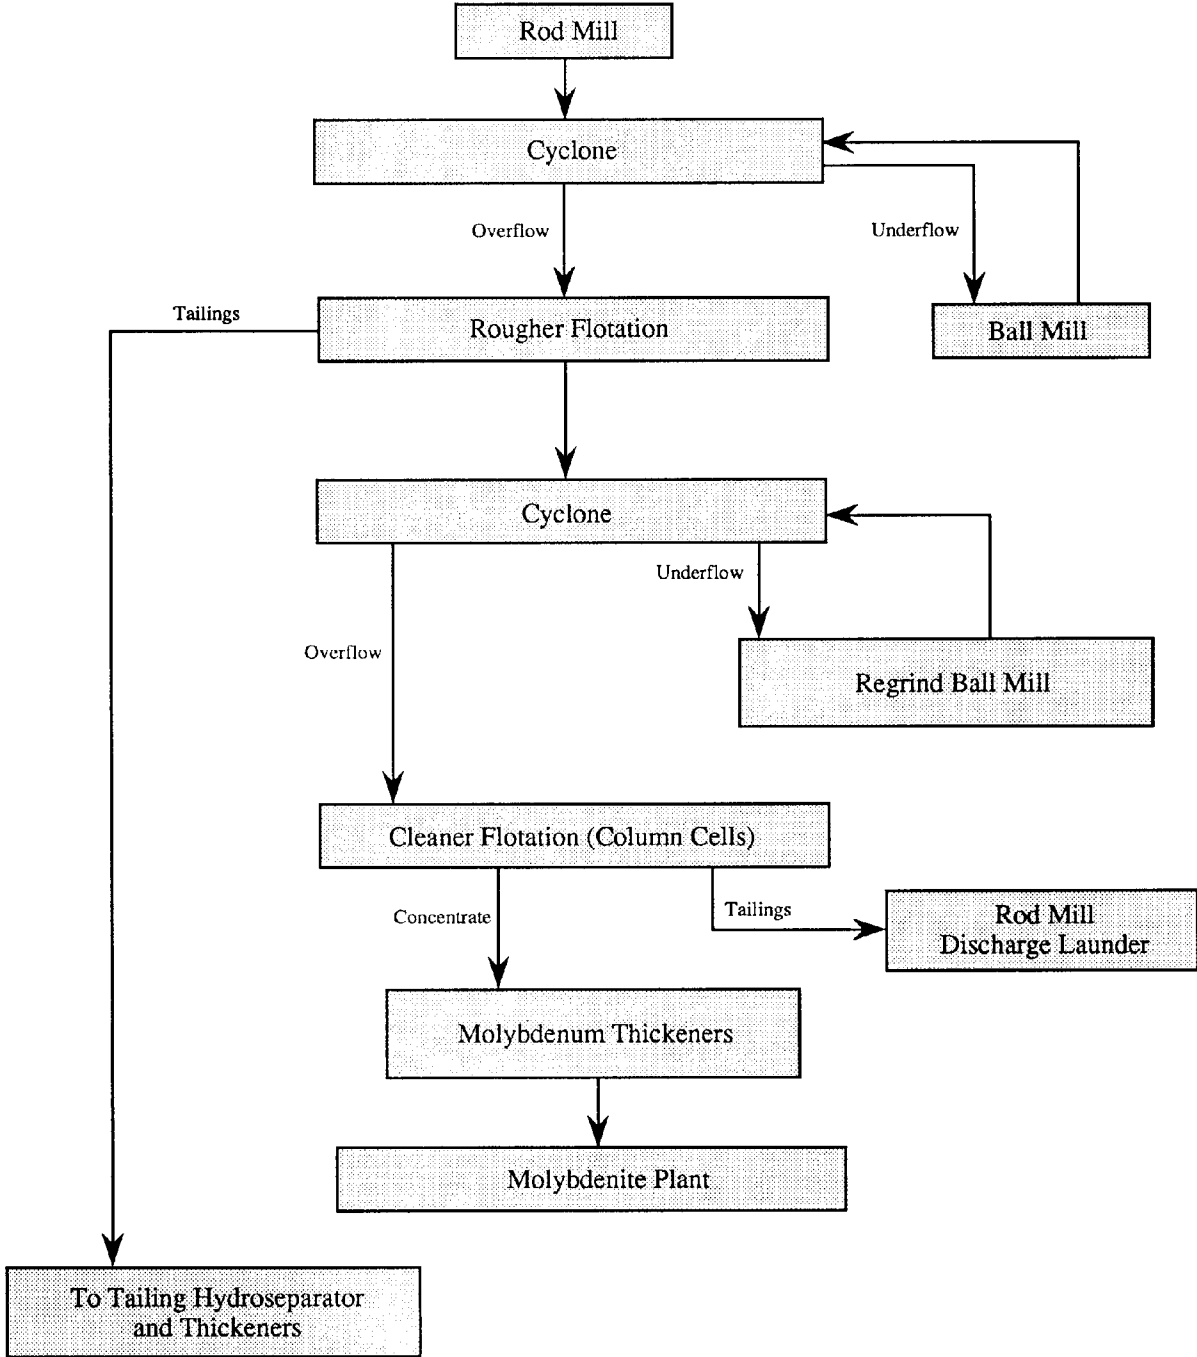 Rod Mill
Cyclone
Overflow
Underflow
Tailings
Rougher Flotation
Ball Mill
Cyclone
Underflow
Overflow
Regrind Ball Mill
Cleaner Flotation (Column Cells)
Concentrate
Tailings
Rod Mill
Discharge Launder
Molybdenum Thickeners
Molybdenite Plant
To Tailing Hydroseparator
and Thickeners